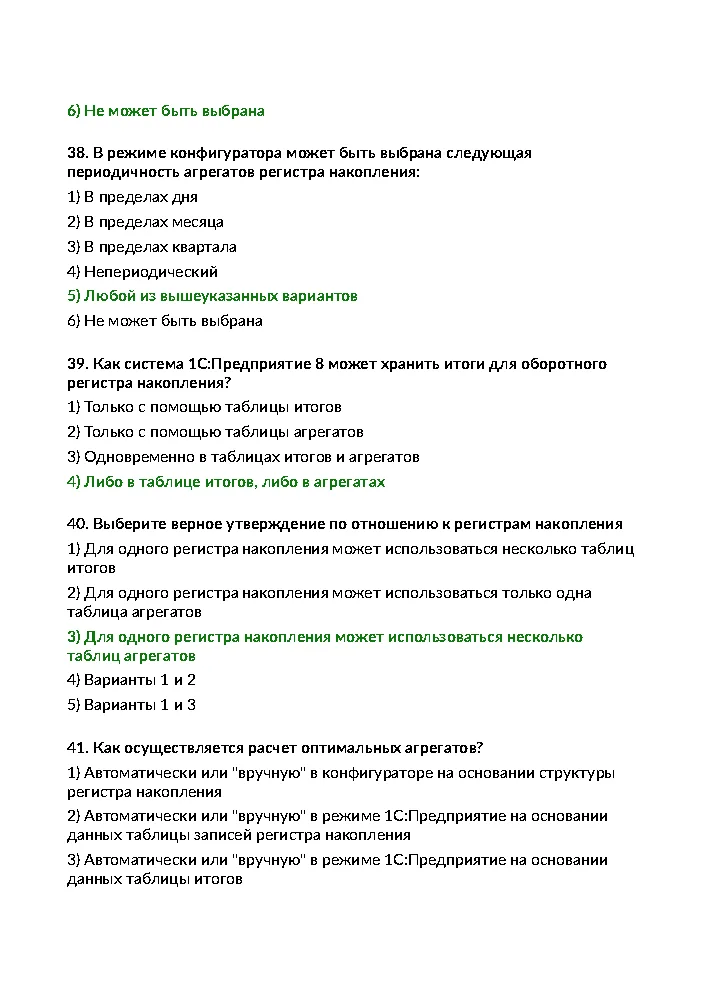 6) Не может быть выбрана
38. В режиме конфигуратора может быть выбрана следующая
периодичность агрегатов регистра накопления:
1) В пределах дня
2) В пределах месяца
3) В пределах квартала
4) Непериодический
5) Любой из вышеуказанных вариантов
6) Не может быть выбрана
39. Как система 1С:Предприятие 8 может хранить итоги для оборотного
регистра накопления?
1) Только с помощью таблицы итогов
2) Только с помощью таблицы агрегатов
3) Одновременно в таблицах итогов и агрегатов
4) Либо в таблице итогов, либо в агрегатах
40. Выберите верное утверждение по отношению к регистрам накопления
1) Для одного регистра накопления может использоваться несколько таблиц
итогов
2) Для одного регистра накопления может использоваться только одна
таблица агрегатов
3) Для одного регистра накопления может использоваться несколько
таблиц агрегатов
4) Варианты 1 и 2
5) Варианты 1 и 3
41. Как осуществляется расчет оптимальных агрегатов?
1) Автоматически или "вручную" в конфигураторе на основании структуры
регистра накопления
2) Автоматически или "вручную" в режиме 1С:Предприятие на основании
данных таблицы записей регистра накопления
3) Автоматически или "вручную" в режиме 1С:Предприятие на основании
данных таблицы итогов